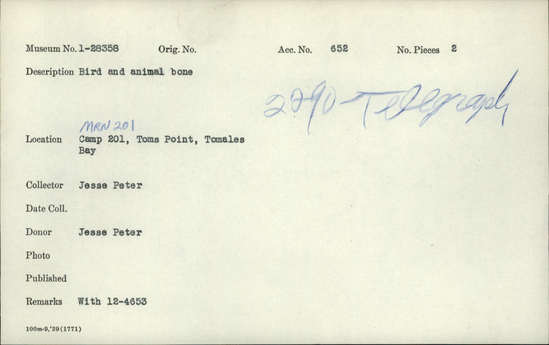 Museum No. 1-28358 Orig. No. Acc. No. 652 No. Pieces 2
Description Bird and animal bone
2790 Telegraph
MRN 201
Location Camp 201, Toms Point, Tomales
Bay
Collector Jesse Peter
Date Coll.
Donor Jesse Peter
Photo
Published
Remarks With 12-4653
100m-9,'39(1771)